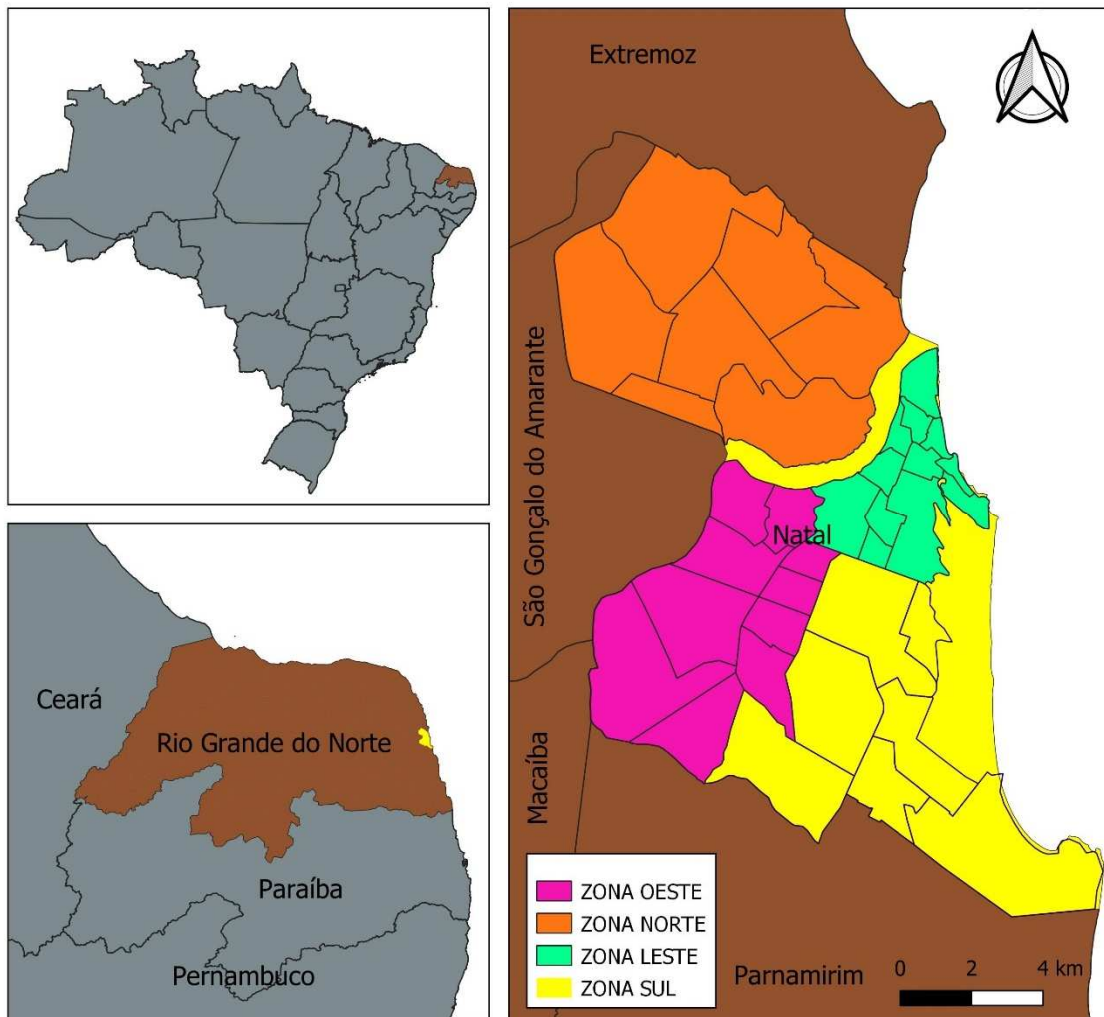 Ceará
Rio Grande do Norte
Paraíba
Pernambuco
Extremoz
São Gonçalo do Amarante
Natal
Macaíba
Parnamirim
ZONA OESTE
ZONA NORTE
ZONA LESTE
ZONA SUL
0 2 4 km